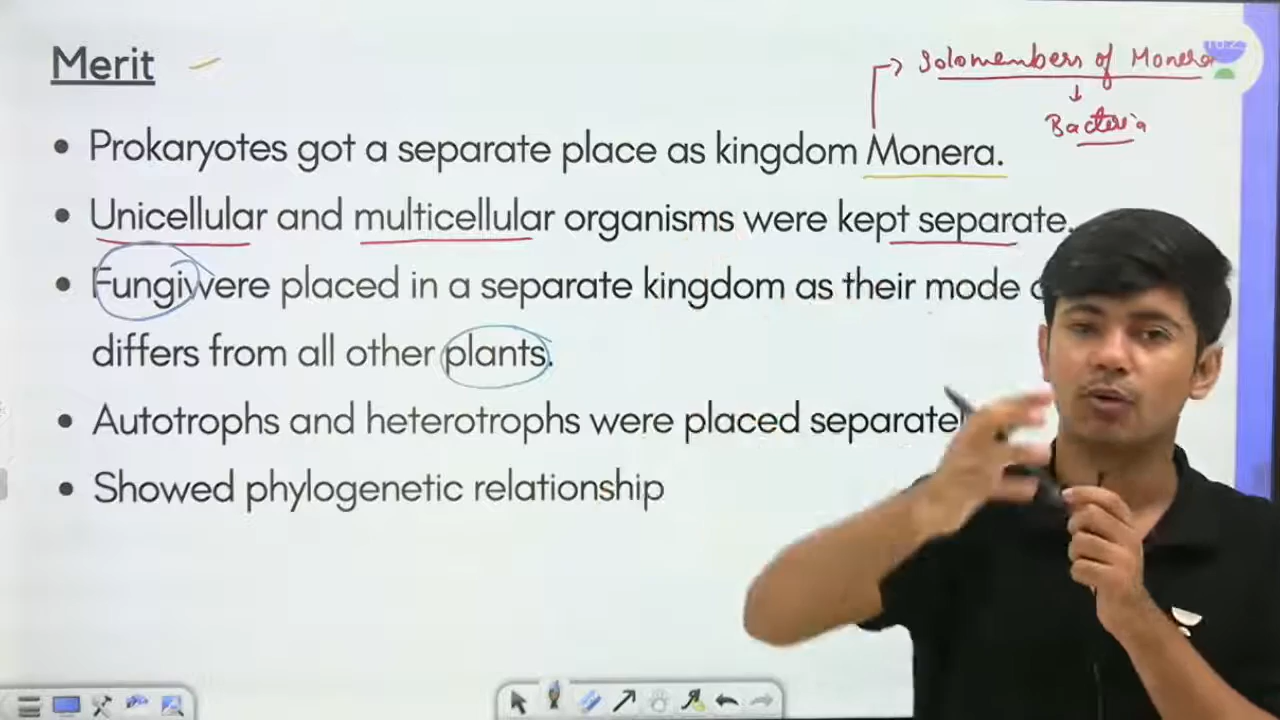 Merit
Solomembers of Monera
Bacteria
• Prokaryotes got a separate place as kingdom Monera.
• Unicellular and multicellular organisms were kept separate.
• Fungi were placed in a separate kingdom as their mode
differs from all other plants.
• Autotrophs and heterotrophs were placed separatel
• Showed phylogenetic relationship